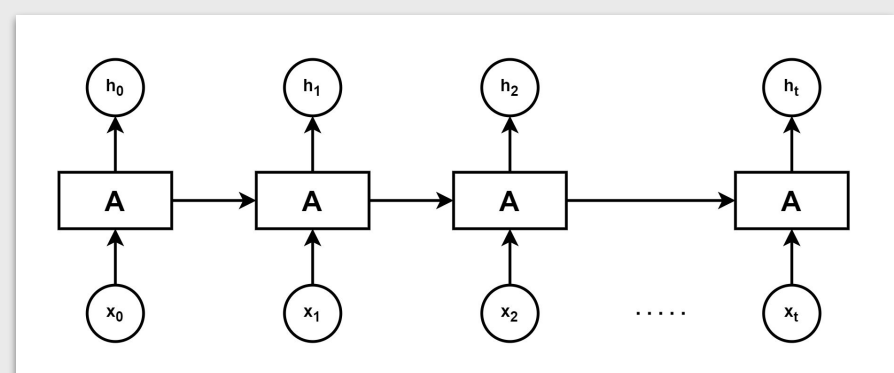 h₀ h₁ h₂ hₜ
A A A A
x₀ x₁ x₂ ..... xₜ